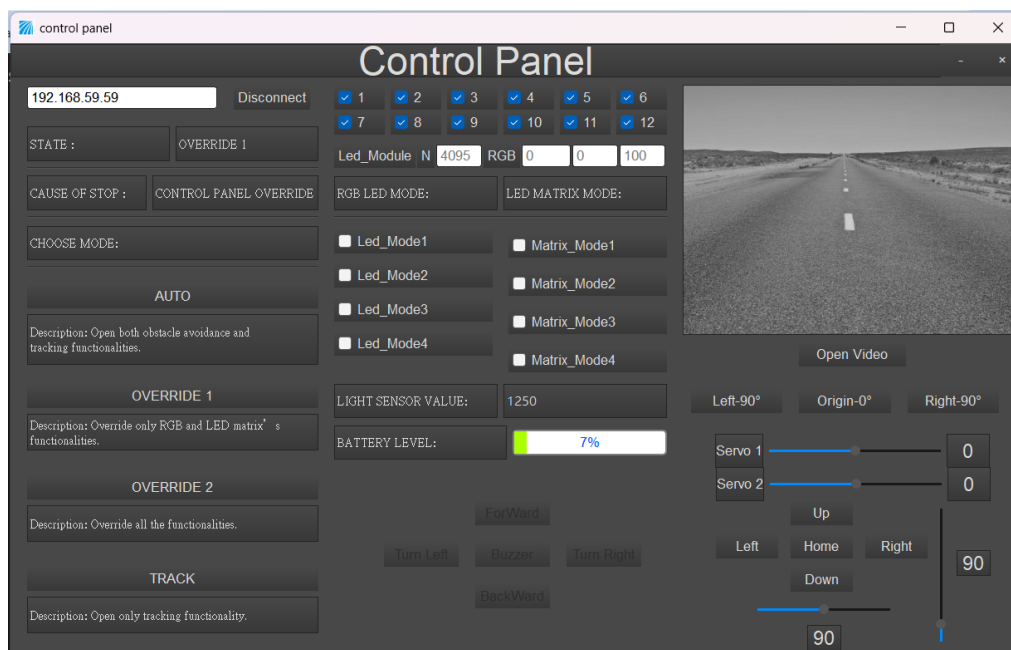 control panel
Control Panel
192.168.59.59
Disconnect
STATE :
OVERRIDE 1
CAUSE OF STOP :
CONTROL PANEL OVERRIDE
CHOOSE MODE:
AUTO
Description: Open both obstacle avoidance and
tracking functionalities.
OVERRIDE 1
Description: Override only RGB and LED matrix's
functionalities.
OVERRIDE 2
Description: Override all the functionalities.
TRACK
Description: Open only tracking functionality.
1 2 3 4 5 6
7 8 9 10 11 12
Led_Module N 4095 RGB 0 0 100
RGB LED MODE:
LED MATRIX MODE:
Led_Mode1
Led_Mode2
Led_Mode3
Led_Mode4
Matrix_Mode1
Matrix_Mode2
Matrix_Mode3
Matrix_Mode4
LIGHT SENSOR VALUE: 1250
BATTERY LEVEL: 7%
ForWard
Turn Left Buzzer Turn Right
BackWard
Open Video
Left-90° Origin-0° Right-90°
Servo 1 0
Servo 2 0
Up
Left Home Right
Down
90
90